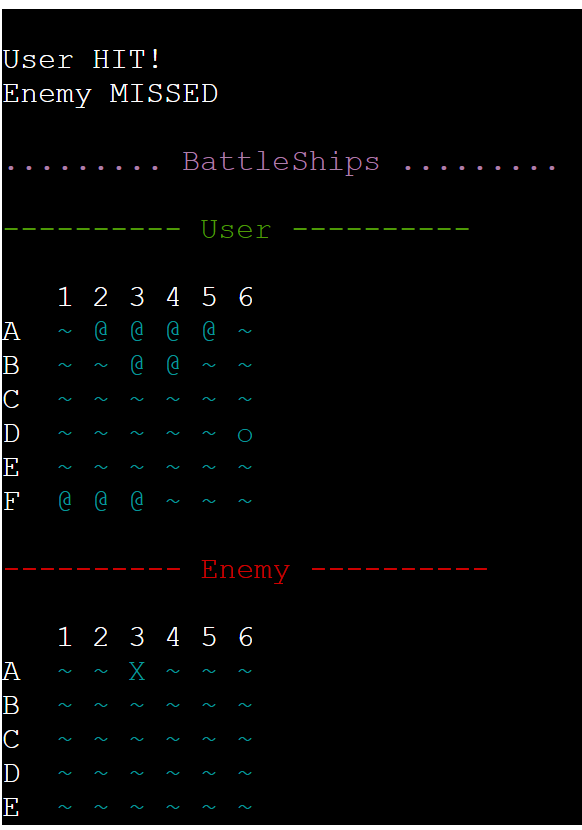 User HIT!
Enemy MISSED
......... BattleShips .........
---------- User ----------
1 2 3 4 5 6
A ~ @ @ @ @ ~
B ~ ~ @ @ ~ ~
C ~ ~ ~ ~ ~ ~
D ~ ~ ~ ~ ~ o
E ~ ~ ~ ~ ~ ~
F @ @ @ ~ ~ ~
---------- Enemy ----------
1 2 3 4 5 6
A ~ ~ X ~ ~ ~
B ~ ~ ~ ~ ~ ~
C ~ ~ ~ ~ ~ ~
D ~ ~ ~ ~ ~ ~
E ~ ~ ~ ~ ~ ~